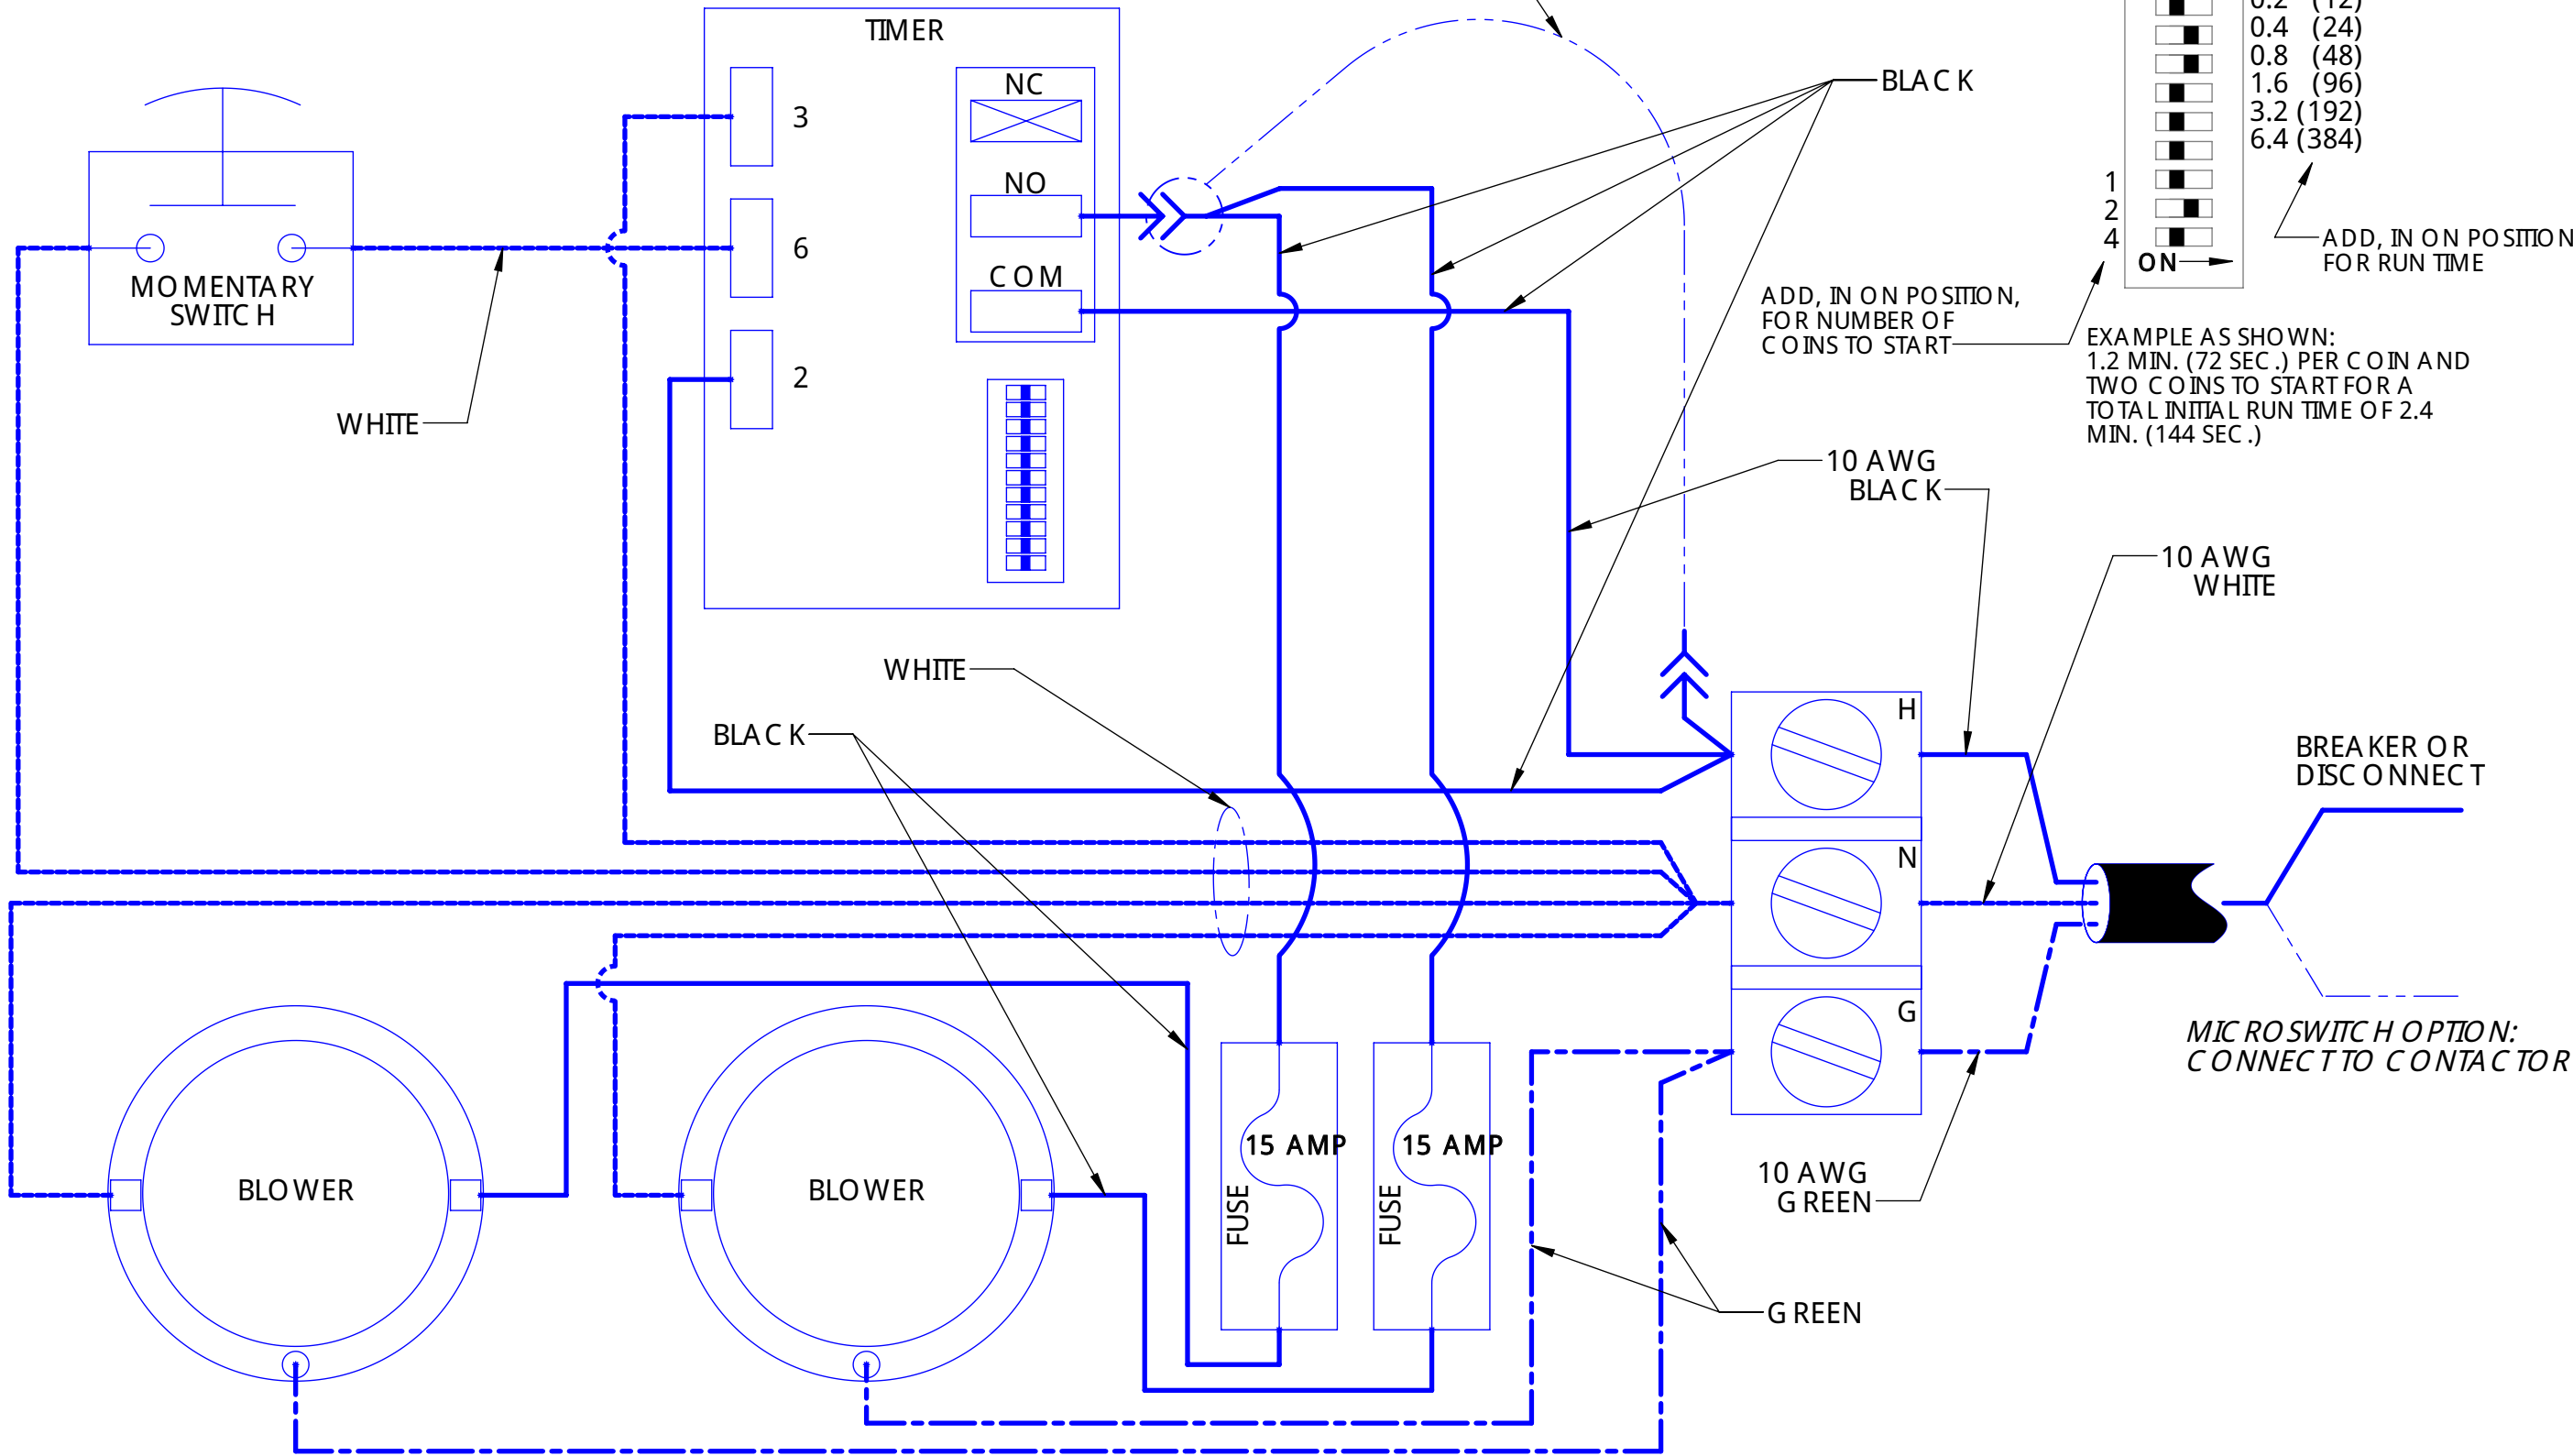 TIMER
3
6
2
NC
NO
COM
MOMENTARY
SWITCH
WHITE
BLACK
0.2 (12)
0.4 (24)
0.8 (48)
1.6 (96)
3.2 (192)
6.4 (384)
1
2
4
ON
ADD, IN ON POSITION
FOR RUN TIME
ADD, IN ON POSITION,
FOR NUMBER OF
COINS TO START
EXAMPLE AS SHOWN:
1.2 MIN. (72 SEC.) PER COIN AND
TWO COINS TO START FOR A
TOTAL INITIAL RUN TIME OF 2.4
MIN. (144 SEC.)
10 AWG
BLACK
10 AWG
WHITE
WHITE
BLACK
H
N
G
BREAKER OR
DISCONNECT
MICROSWITCH OPTION:
CONNECT TO CONTACTOR
10 AWG
GREEN
GREEN
BLOWER
BLOWER
15 AMP
FUSE
15 AMP
FUSE